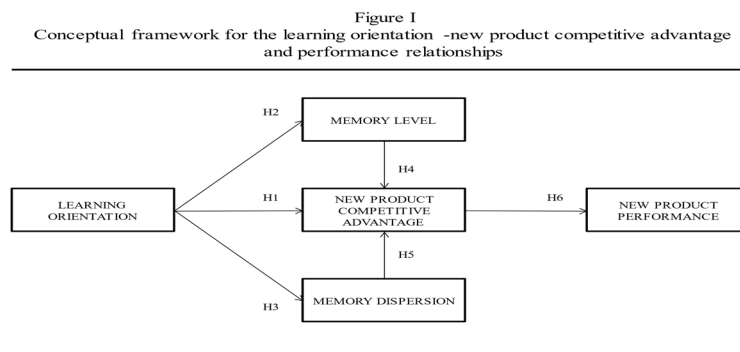 Figure I
Conceptual framework for the learning orientation -new product competitive advantage
and performance relationships
H2
MEMORY LEVEL
H4
LEARNING
ORIENTATION
H1
NEW PRODUCT
COMPETITIVE
ADVANTAGE
H6
NEW PRODUCT
PERFORMANCE
H5
H3
MEMORY DISPERSION